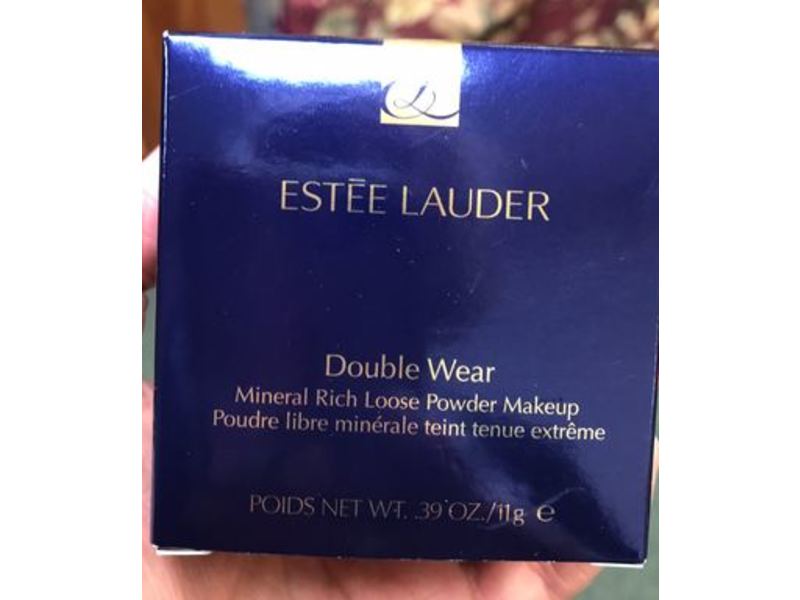 ESTĒE LAUDER
Double Wear
Mineral Rich Loose Powder Makeup
Poudre libre minérale teint tenue extrême
POIDS NET WT. .39 OZ./11g e